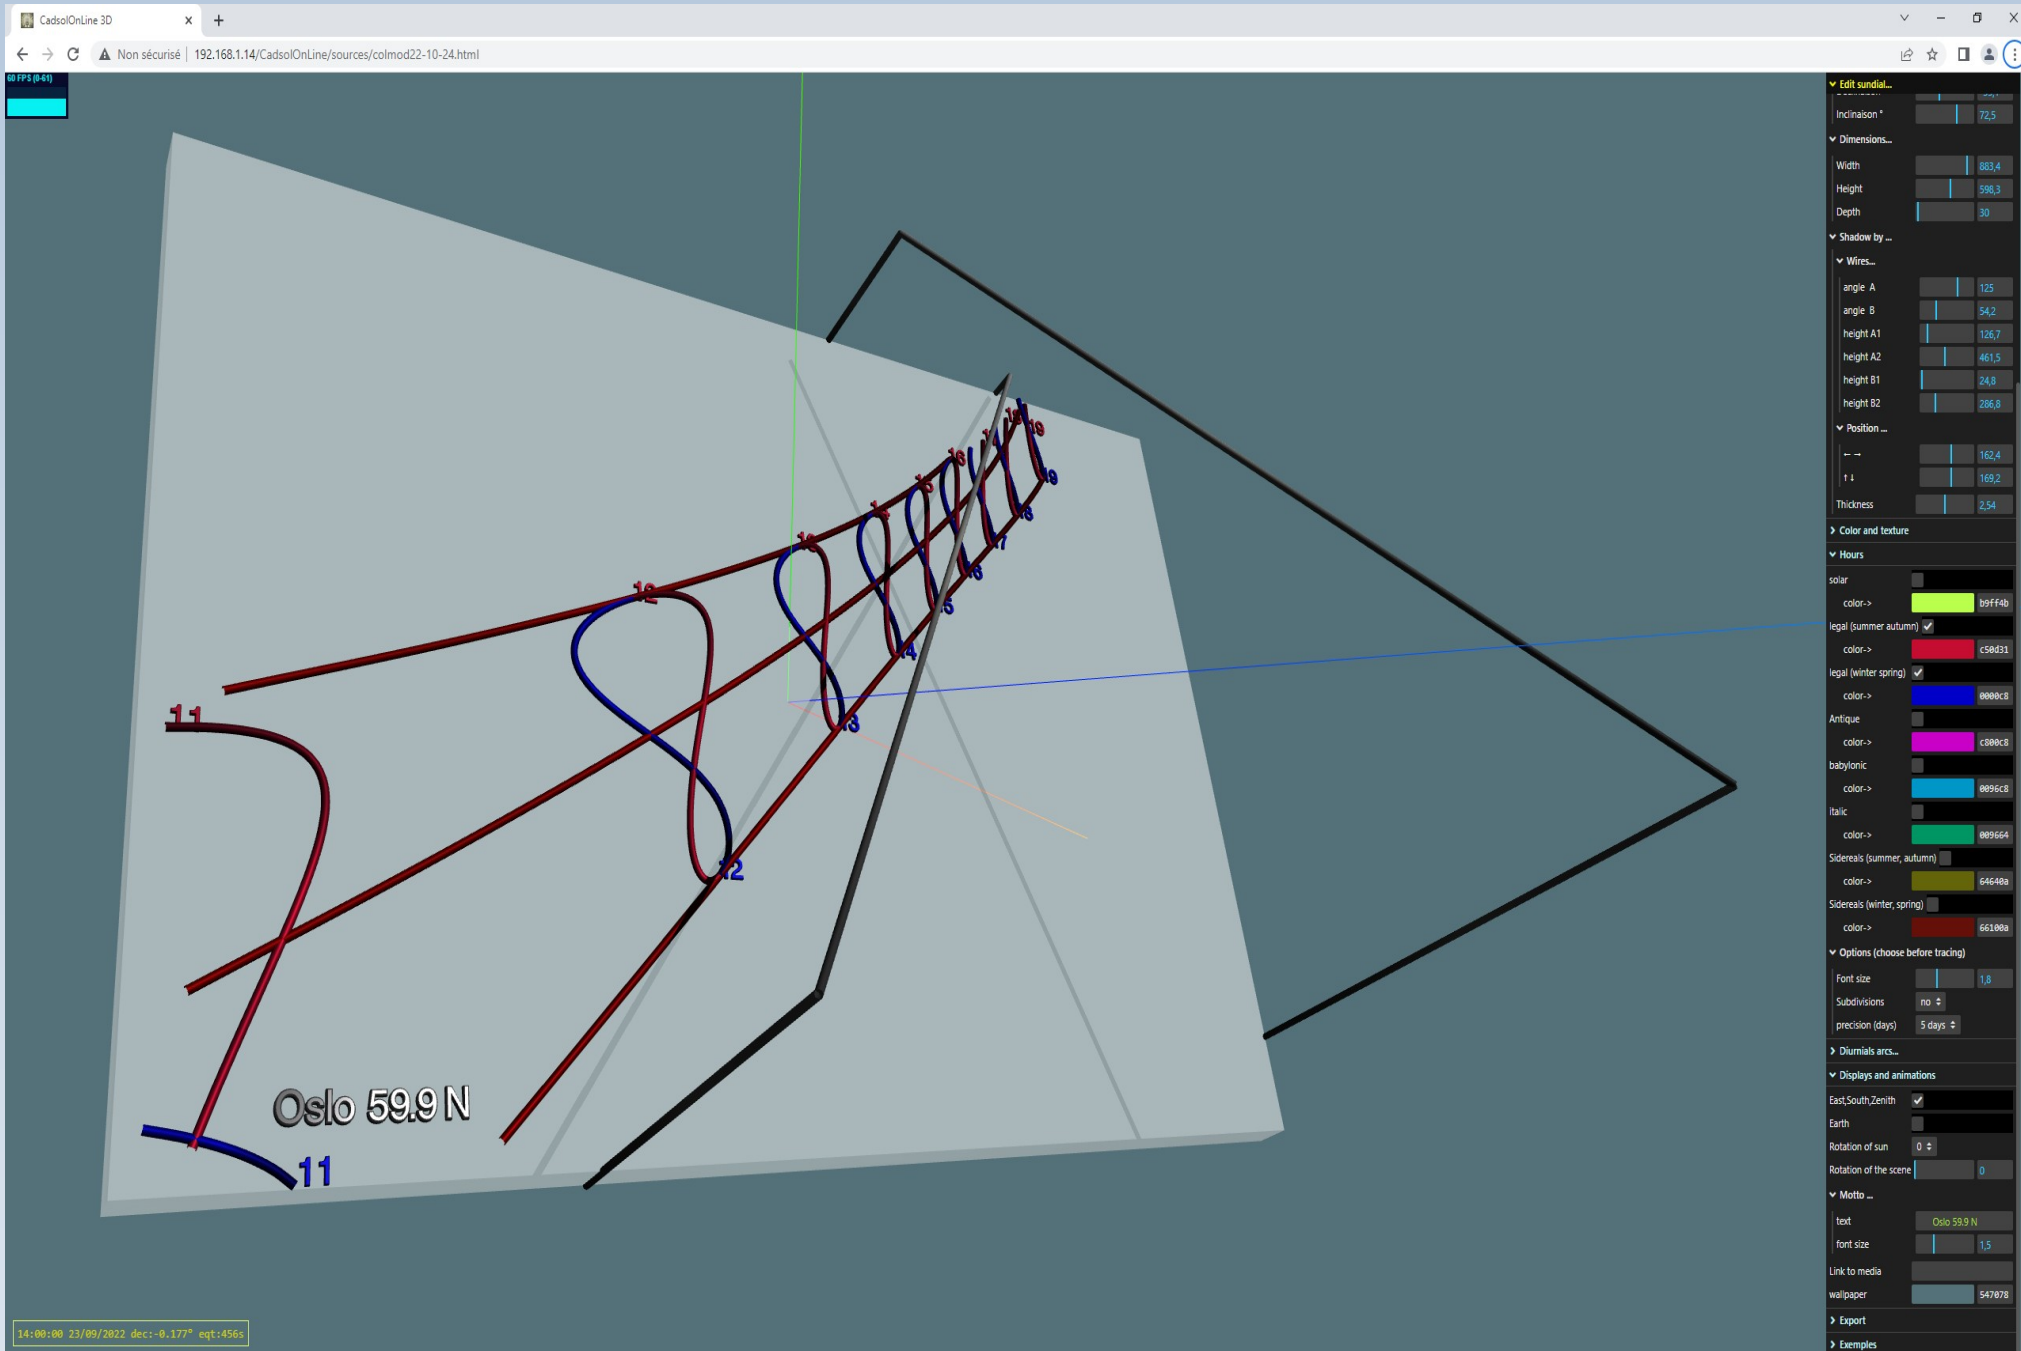 CadsolOnLine 3D
Non sécurisé | 192.168.1.14/CadsolOnLine/sources/colmod22-10-24.html
60 FPS (0-61)
Edit sundial...
Inclinaison ° 72,5
Dimensions...
Width 883,4
Height 598,3
Depth 30
Shadow by ...
Wires...
angle A 125
angle B 54,2
height A1 126,7
height A2 461,5
height B1 24,8
height B2 286,8
Position ...
←→ 162,4
↑↓ 169,2
Thickness 2,54
Color and texture
Hours
solar
color-> b9ff4b
legal (summer autumn)
color-> c50d31
legal (winter spring)
color-> 0000c8
Antique
color-> c800c8
babylonic
color-> 0096c8
italic
color-> 009664
Sidereals (summer, autumn)
color-> 64640a
Sidereals (winter, spring)
color-> 66100a
Options (choose before tracing)
Font size 1,8
Subdivisions no
precision (days) 5 days
Diurnials arcs...
Displays and animations
East,South,Zenith
Earth
Rotation of sun 0
Rotation of the scene 0
Motto ...
text Oslo 59.9 N
font size 1,5
Link to media
wallpaper 547078
Export
Exemples
11
12
13
14
15
16
18
19
19
18
17
16
15
14
13
12
Oslo 59.9 N
11
14:00:00 23/09/2022 dec:-0.177° eqt:456s